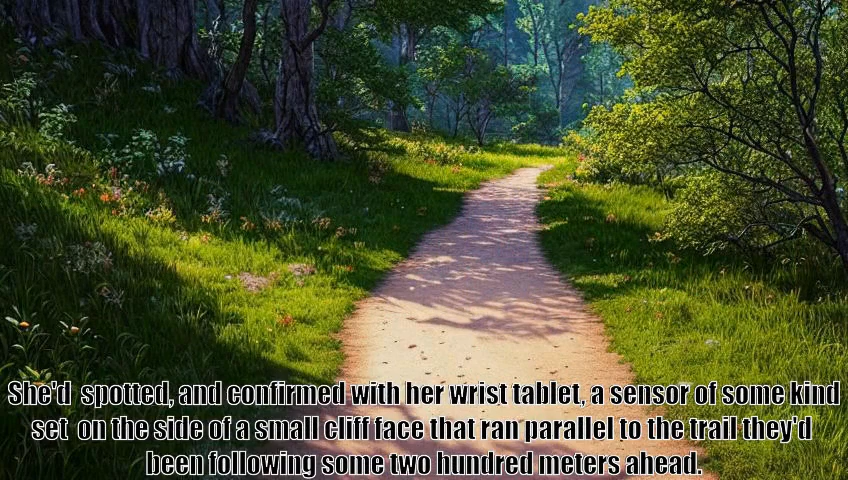 She'd  spotted, and confirmed with her wrist tablet, a sensor of some kind
set  on the side of a small cliff face that ran parallel to the trail they'd
been following some two hundred meters ahead.